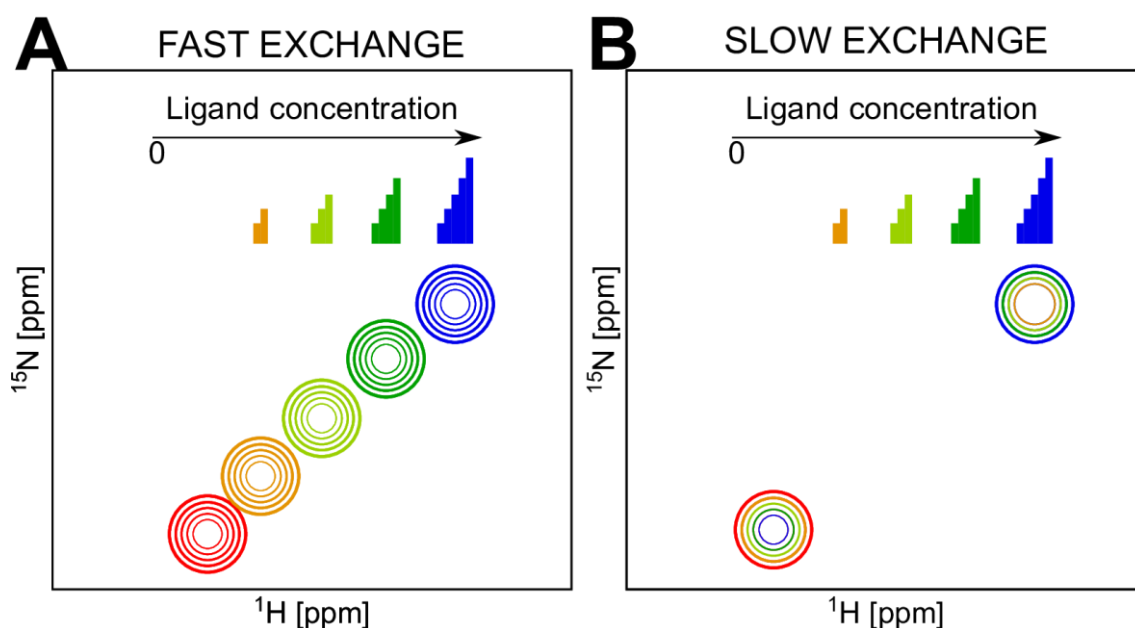 A
FAST EXCHANGE
Ligand concentration
0
¹⁵N [ppm]
¹H [ppm]
B
SLOW EXCHANGE
Ligand concentration
0
¹⁵N [ppm]
¹H [ppm]